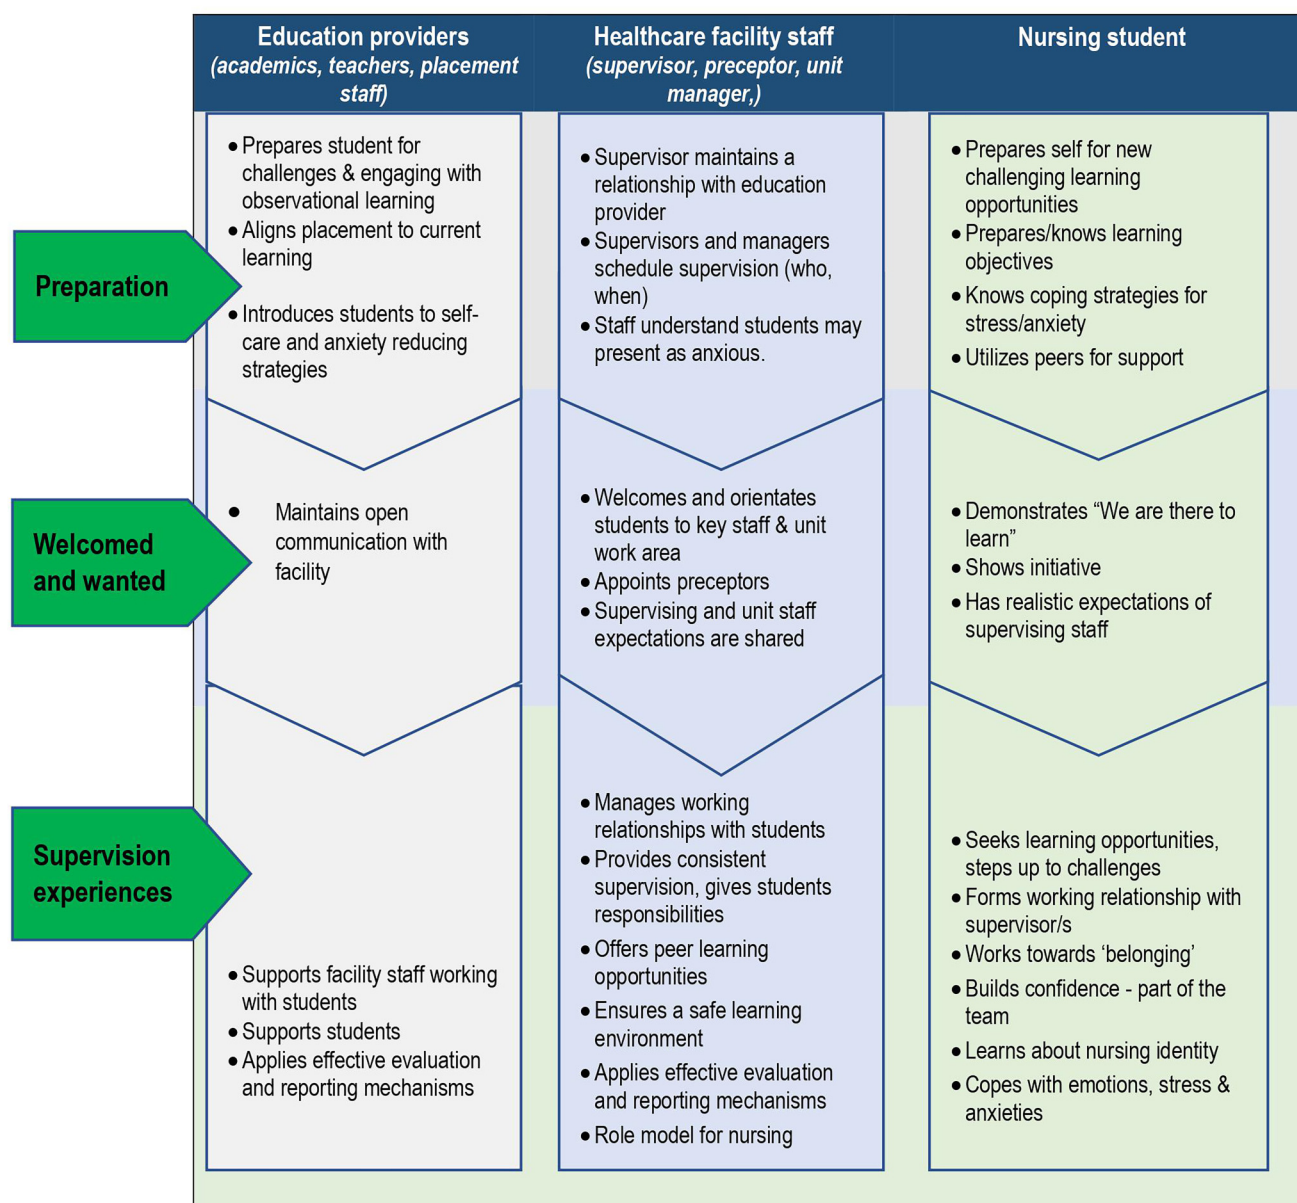 Education providers
(academics, teachers, placement
staff)
Healthcare facility staff
(supervisor, preceptor, unit
manager,)
Nursing student
Preparation
• Prepares student for
challenges & engaging with
observational learning
• Aligns placement to current
learning
• Introduces students to self-
care and anxiety reducing
strategies
• Supervisor maintains a
relationship with education
provider
• Supervisors and managers
schedule supervision (who,
when)
• Staff understand students may
present as anxious.
• Prepares self for new
challenging learning
opportunities
• Prepares/knows learning
objectives
• Knows coping strategies for
stress/anxiety
• Utilizes peers for support
Welcomed
and wanted
• Maintains open
communication with
facility
• Welcomes and orientates
students to key staff & unit
work area
• Appoints preceptors
• Supervising and unit staff
expectations are shared
• Demonstrates “We are there to
learn”
• Shows initiative
• Has realistic expectations of
supervising staff
Supervision
experiences
• Supports facility staff working
with students
• Supports students
• Applies effective evaluation
and reporting mechanisms
• Manages working
relationships with students
• Provides consistent
supervision, gives students
responsibilities
• Offers peer learning
opportunities
• Ensures a safe learning
environment
• Applies effective evaluation
and reporting mechanisms
• Role model for nursing
• Seeks learning opportunities,
steps up to challenges
• Forms working relationship with
supervisor/s
• Works towards ‘belonging’
• Builds confidence - part of the
team
• Learns about nursing identity
• Copes with emotions, stress &
anxieties